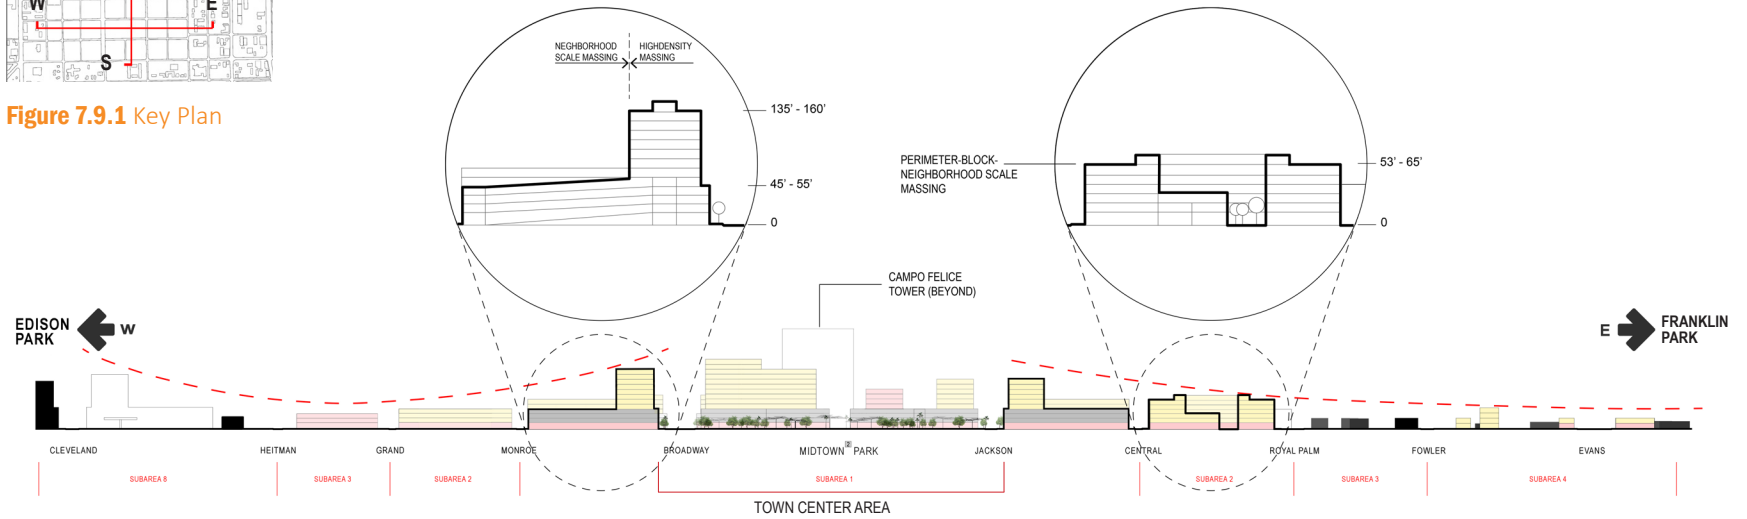 W
E
S
Figure 7.9.1 Key Plan
NEGHBORHOOD
SCALE MASSING
HIGHDENSITY
MASSING
135' - 160'
45' - 55'
0
PERIMETER-BLOCK-
NEIGHBORHOOD SCALE
MASSING
53' - 65'
0
CAMPO FELICE
TOWER (BEYOND)
EDISON
PARK
W
E
FRANKLIN
PARK
CLEVELAND
HEITMAN
GRAND
MONROE
BROADWAY
MIDTOWN PARK
JACKSON
CENTRAL
ROYAL PALM
FOWLER
EVANS
SUBAREA 8
SUBAREA 3
SUBAREA 2
SUBAREA 1
SUBAREA 2
SUBAREA 3
SUBAREA 4
TOWN CENTER AREA